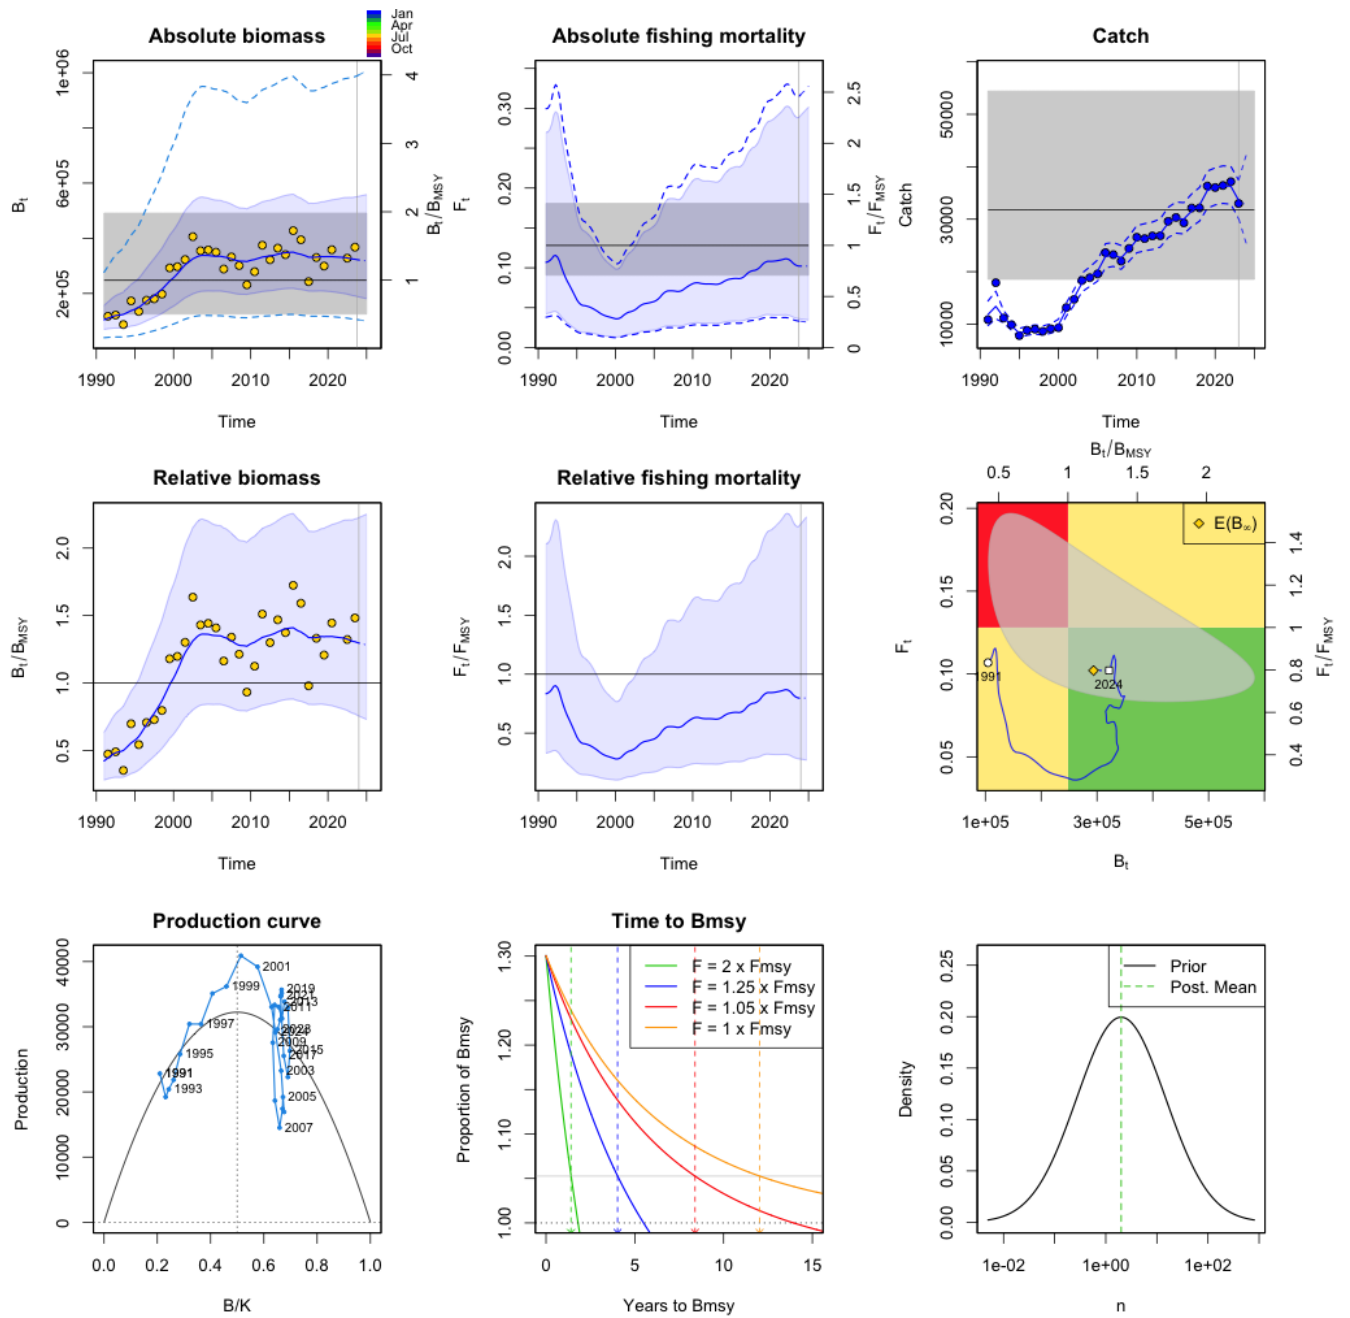 Absolute biomass
Jan
Apr
Jul
Oct
Bt
2e+05 6e+05 1e+06
1 2 3 4
Bt/BMSY
1990 2000 2010 2020
Time
Absolute fishing mortality
Ft
0.00 0.10 0.20 0.30
0 0.5 1 1.5 2 2.5
Ft/FMSY
1990 2000 2010 2020
Time
Catch
Catch
10000 30000 50000
1990 2000 2010 2020
Time
Relative biomass
Bt/BMSY
0.5 1.0 1.5 2.0
1990 2000 2010 2020
Time
Relative fishing mortality
Ft/FMSY
0.5 1.0 1.5 2.0
1990 2000 2010 2020
Time
Bt/BMSY
0.5 1 1.5 2
E(B∞)
Ft
0.05 0.10 0.15 0.20
0.4 0.6 0.8 1 1.2 1.4
Ft/FMSY
991
2024
1e+05 3e+05 5e+05
Bt
Production curve
Production
0 10000 20000 30000 40000
2001
1999
2019
2021
2013
2011
1997
2023
2009
2015
1995
2017
1991
2003
1993
2005
2007
0.0 0.2 0.4 0.6 0.8 1.0
B/K
Time to Bmsy
Proportion of Bmsy
1.00 1.10 1.20 1.30
F = 2 x Fmsy
F = 1.25 x Fmsy
F = 1.05 x Fmsy
F = 1 x Fmsy
0 5 10 15
Years to Bmsy
Density
0.00 0.05 0.10 0.15 0.20 0.25
Prior
Post. Mean
1e-02 1e+00 1e+02
n